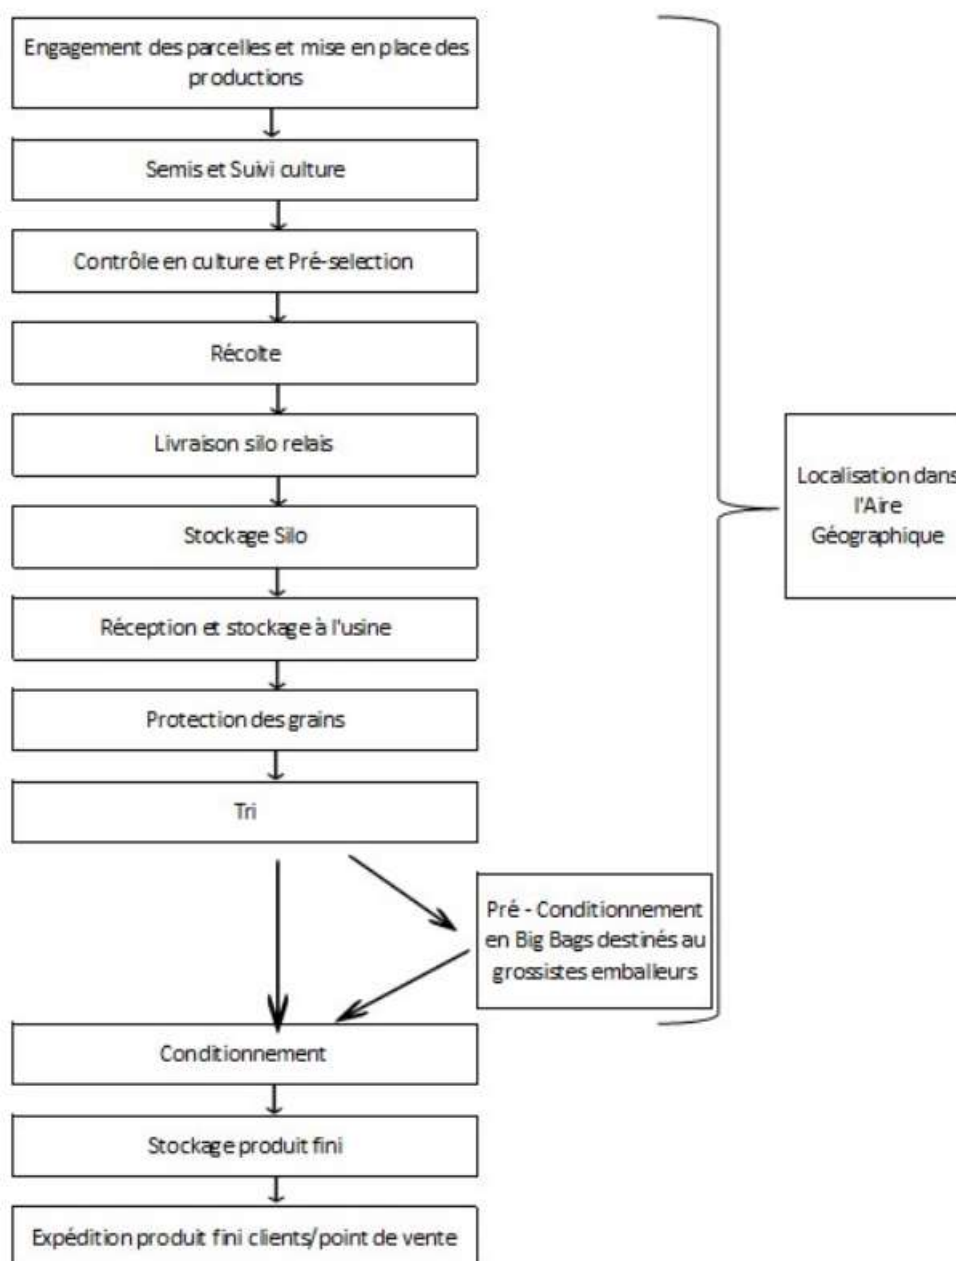 Engagement des parcelles et mise en place des
productions
Semis et Suivi culture
Contrôle en culture et Pré-selection
Récolte
Livraison silo relais
Stockage Silo
Réception et stockage à l'usine
Protection des grains
Tri
Pré - Conditionnement
en Big Bags destinés au
grossistes emballeurs
Conditionnement
Stockage produit fini
Expédition produit fini clients/point de vente
Localisation dans
l'Aire
Géographique